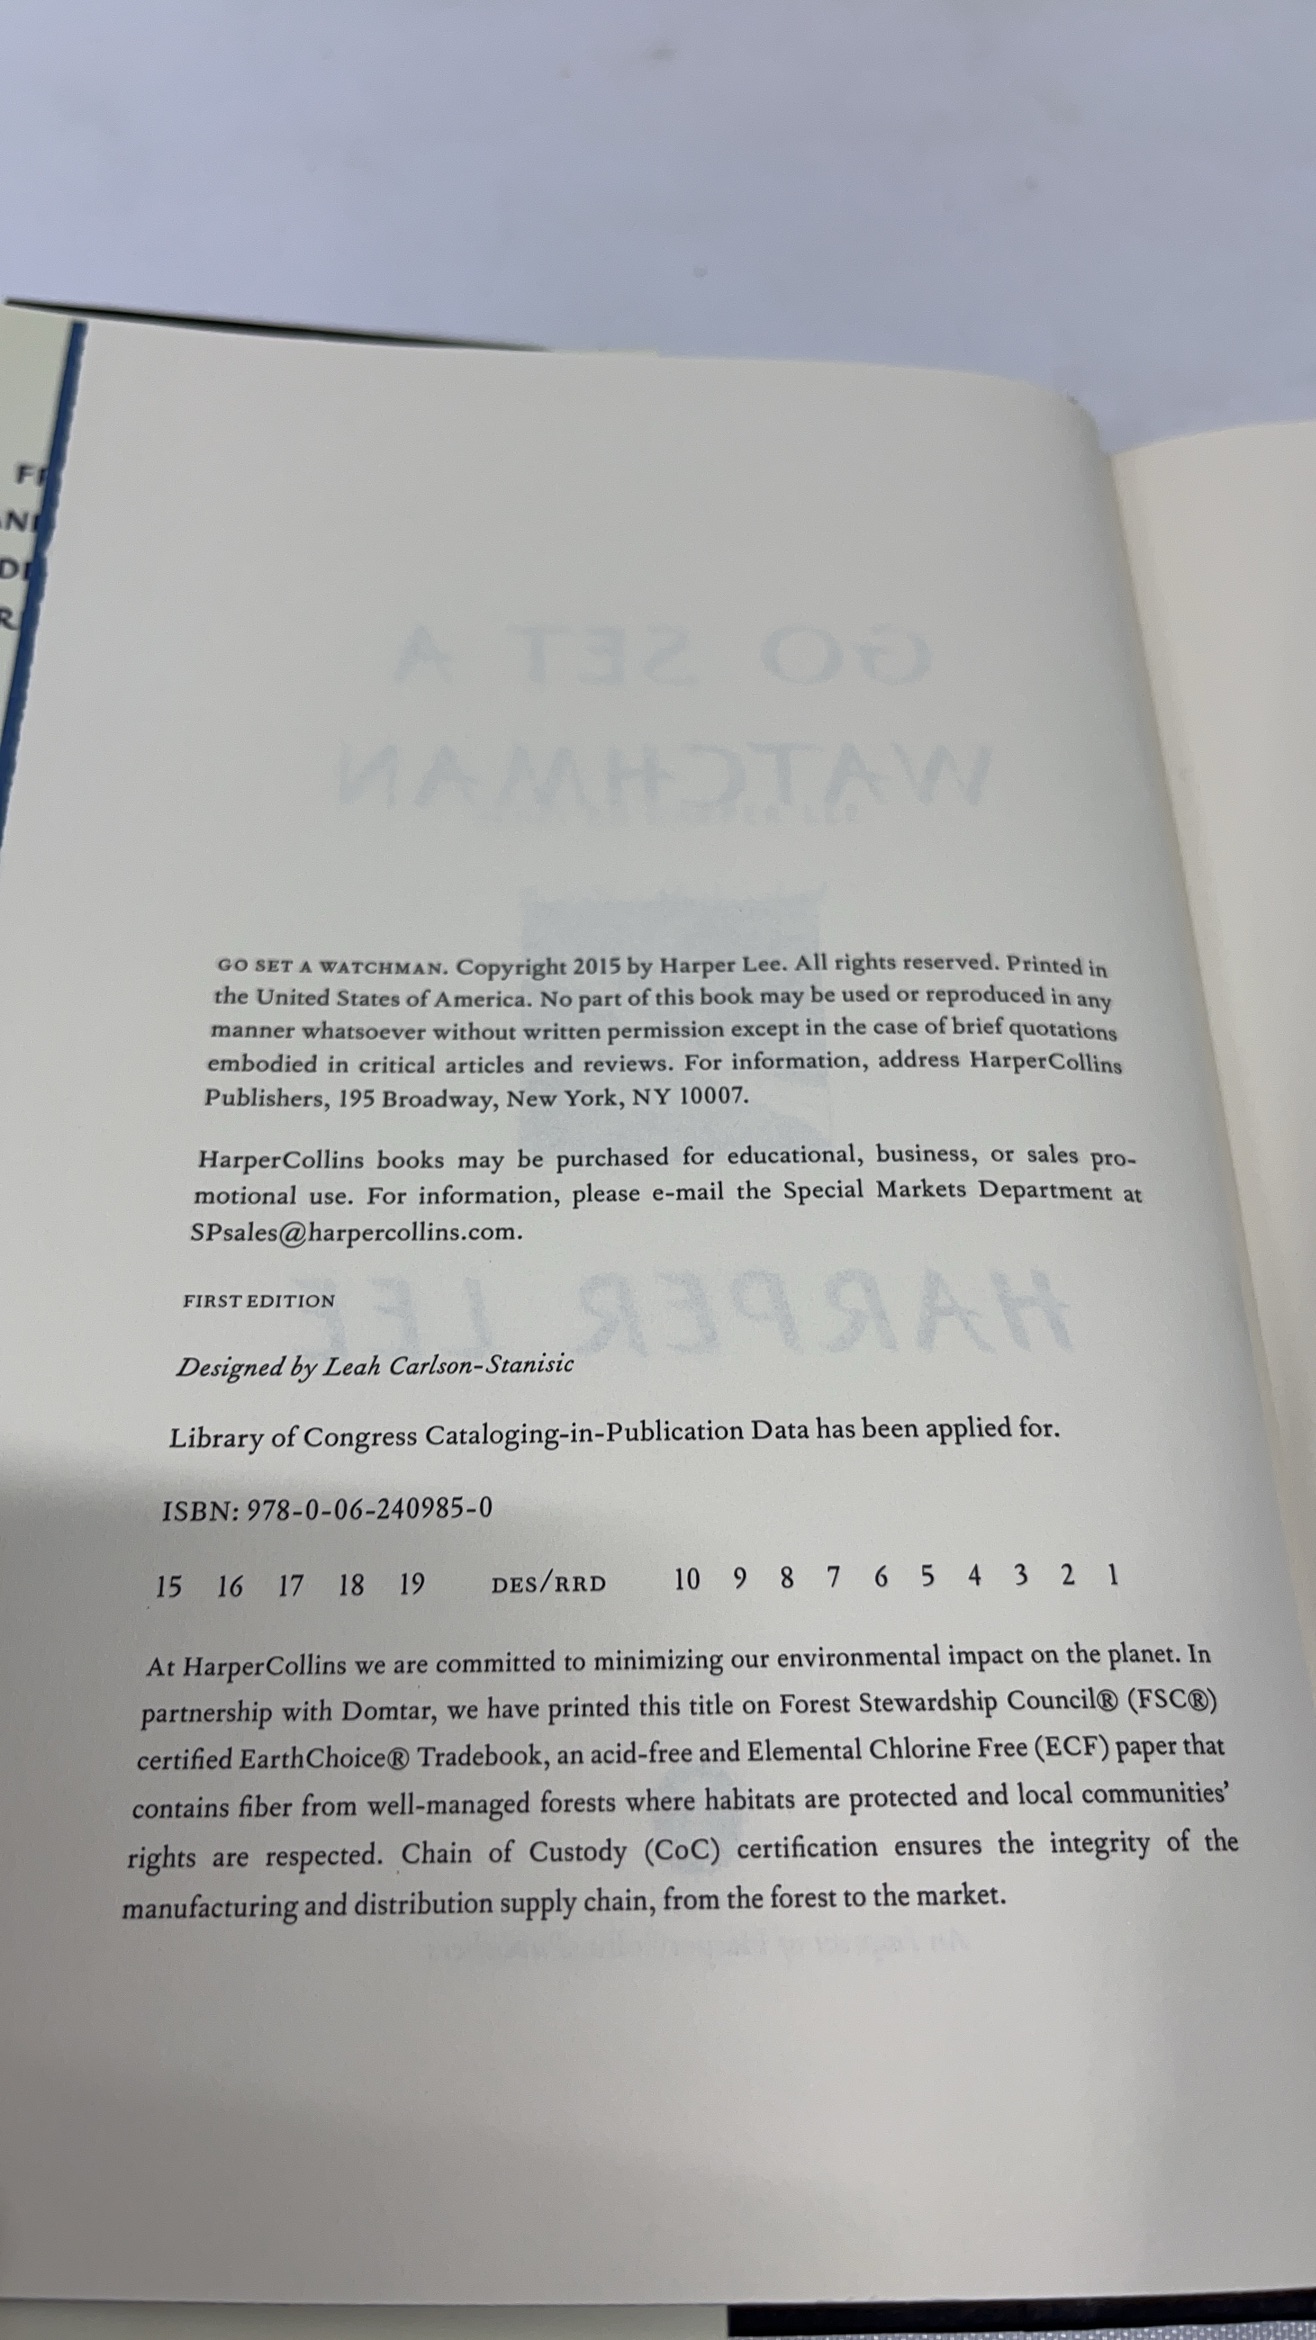 FI
AND
DE
R
GO SET A
WATCHMAN
GO SET A WATCHMAN. Copyright 2015 by Harper Lee. All rights reserved. Printed in
the United States of America. No part of this book may be used or reproduced in any
manner whatsoever without written permission except in the case of brief quotations
embodied in critical articles and reviews. For information, address HarperCollins
Publishers, 195 Broadway, New York, NY 10007.
HarperCollins books may be purchased for educational, business, or sales pro-
motional use. For information, please e-mail the Special Markets Department at
SPsales@harpercollins.com.
HARPER LEE
FIRST EDITION
Designed by Leah Carlson-Stanisic
Library of Congress Cataloging-in-Publication Data has been applied for.
ISBN: 978-0-06-240985-0
15 16 17 18 19 DES/RRD 10 9 8 7 6 5 4 3 2 1
At HarperCollins we are committed to minimizing our environmental impact on the planet. In
partnership with Domtar, we have printed this title on Forest Stewardship Council® (FSC®)
certified EarthChoice® Tradebook, an acid-free and Elemental Chlorine Free (ECF) paper that
contains fiber from well-managed forests where habitats are protected and local communities’
rights are respected. Chain of Custody (CoC) certification ensures the integrity of the
manufacturing and distribution supply chain, from the forest to the market.